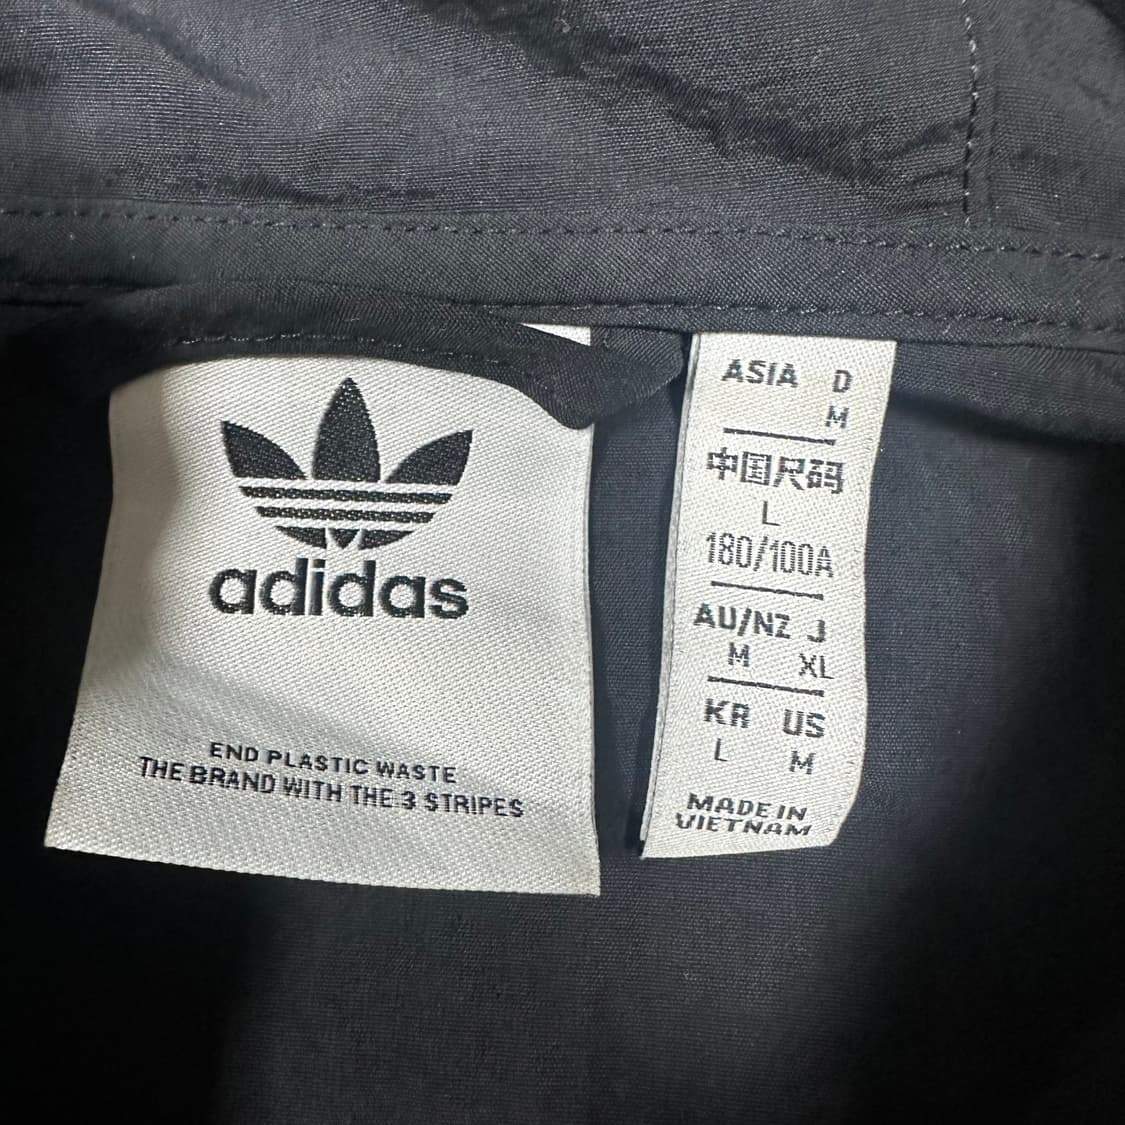 adidas
END PLASTIC WASTE
THE BRAND WITH THE 3 STRIPES
ASIA D
M
中国尺码
L
180/100A
AU/NZ J
M XL
KR US
L M
MADE IN
VIETNAM